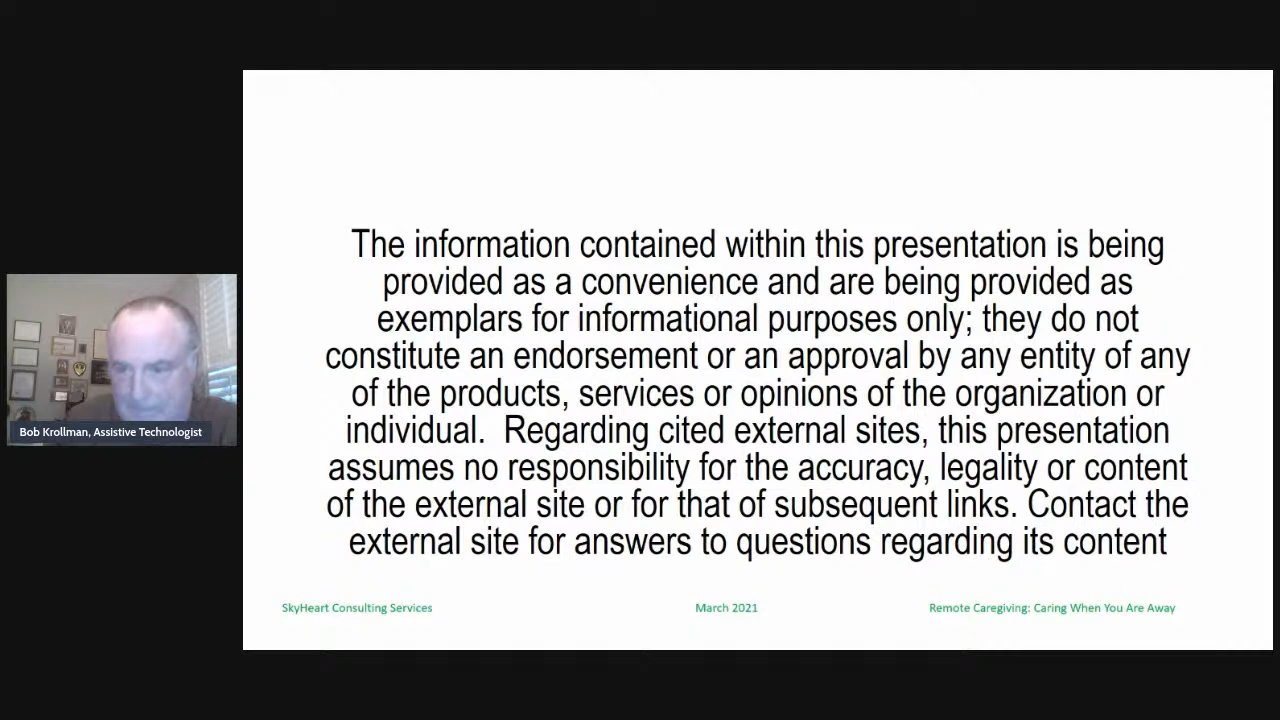 The information contained within this presentation is being
provided as a convenience and are being provided as
exemplars for informational purposes only; they do not
constitute an endorsement or an approval by any entity of any
of the products, services or opinions of the organization or
individual.  Regarding cited external sites, this presentation
assumes no responsibility for the accuracy, legality or content
of the external site or for that of subsequent links. Contact the
external site for answers to questions regarding its content
Bob Krollman, Assistive Technologist
SkyHeart Consulting Services
March 2021
Remote Caregiving: Caring When You Are Away